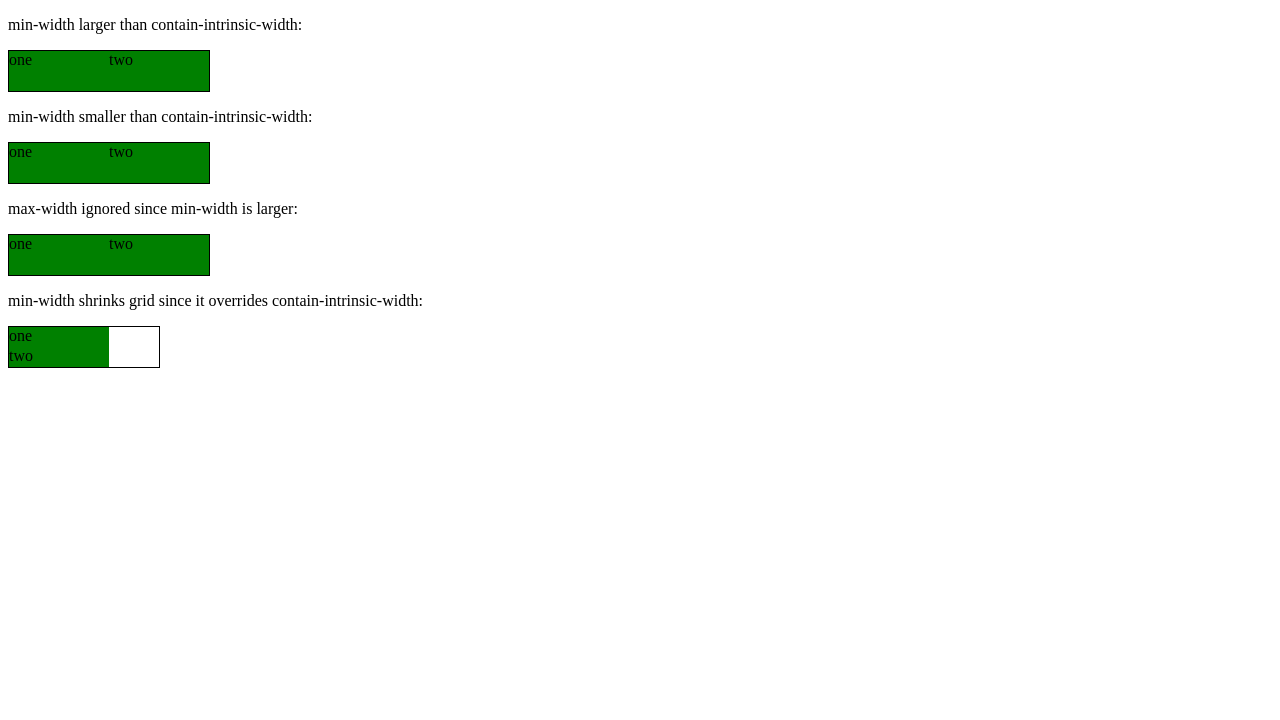 min-width larger than contain-intrinsic-width:
one two
min-width smaller than contain-intrinsic-width:
one two
max-width ignored since min-width is larger:
one two
min-width shrinks grid since it overrides contain-intrinsic-width:
one
two